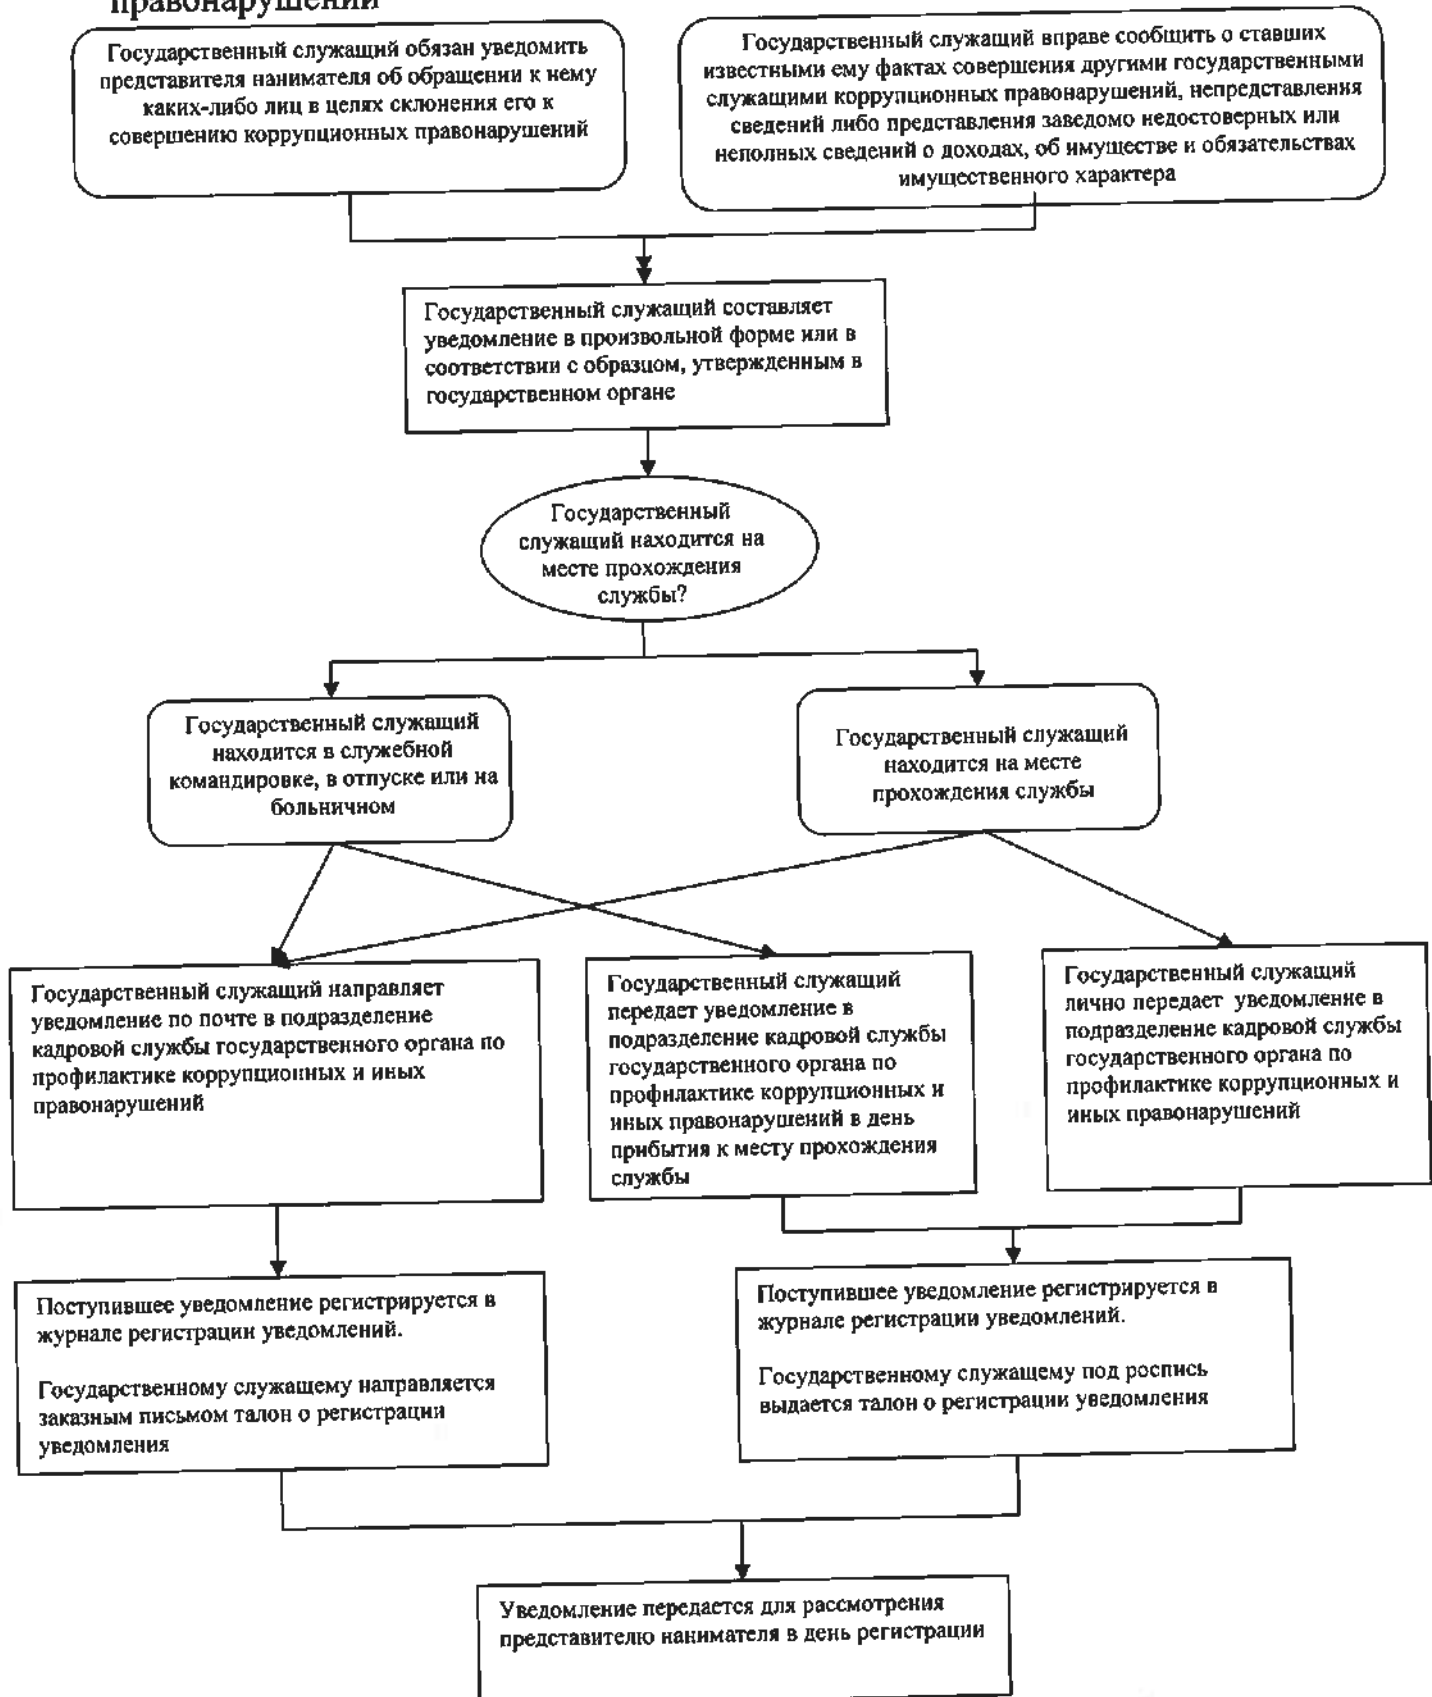 правонарушений
Государственный служащий обязан уведомить
представителя нанимателя об обращении к нему
каких-либо лиц в целях склонения его к
совершению коррупционных правонарушений
Государственный служащий вправе сообщить о ставших
известными ему фактах совершения другими государственными
служащими коррупционных правонарушений, непредставления
сведений либо представления заведомо недостоверных или
неполных сведений о доходах, об имуществе и обязательствах
имущественного характера
Государственный служащий составляет
уведомление в произвольной форме или в
соответствии с образцом, утвержденным в
государственном органе
Государственный
служащий находится на
месте прохождения
службы?
Государственный служащий
находится в служебной
командировке, в отпуске или на
больничном
Государственный служащий
находится на месте
прохождения службы
Государственный служащий направляет
уведомление по почте в подразделение
кадровой службы государственного органа по
профилактике коррупционных и иных
правонарушений
Государственный служащий
передает уведомление в
подразделение кадровой службы
государственного органа по
профилактике коррупционных и
иных правонарушений в день
прибытия к месту прохождения
службы
Государственный служащий
лично передает уведомление в
подразделение кадровой службы
государственного органа по
профилактике коррупционных и
иных правонарушений
Поступившее уведомление регистрируется в
журнале регистрации уведомлений.
Государственному служащему направляется
заказным письмом талон о регистрации
уведомления
Поступившее уведомление регистрируется в
журнале регистрации уведомлений.
Государственному служащему под роспись
выдается талон о регистрации уведомления
Уведомление передается для рассмотрения
представителю нанимателя в день регистрации